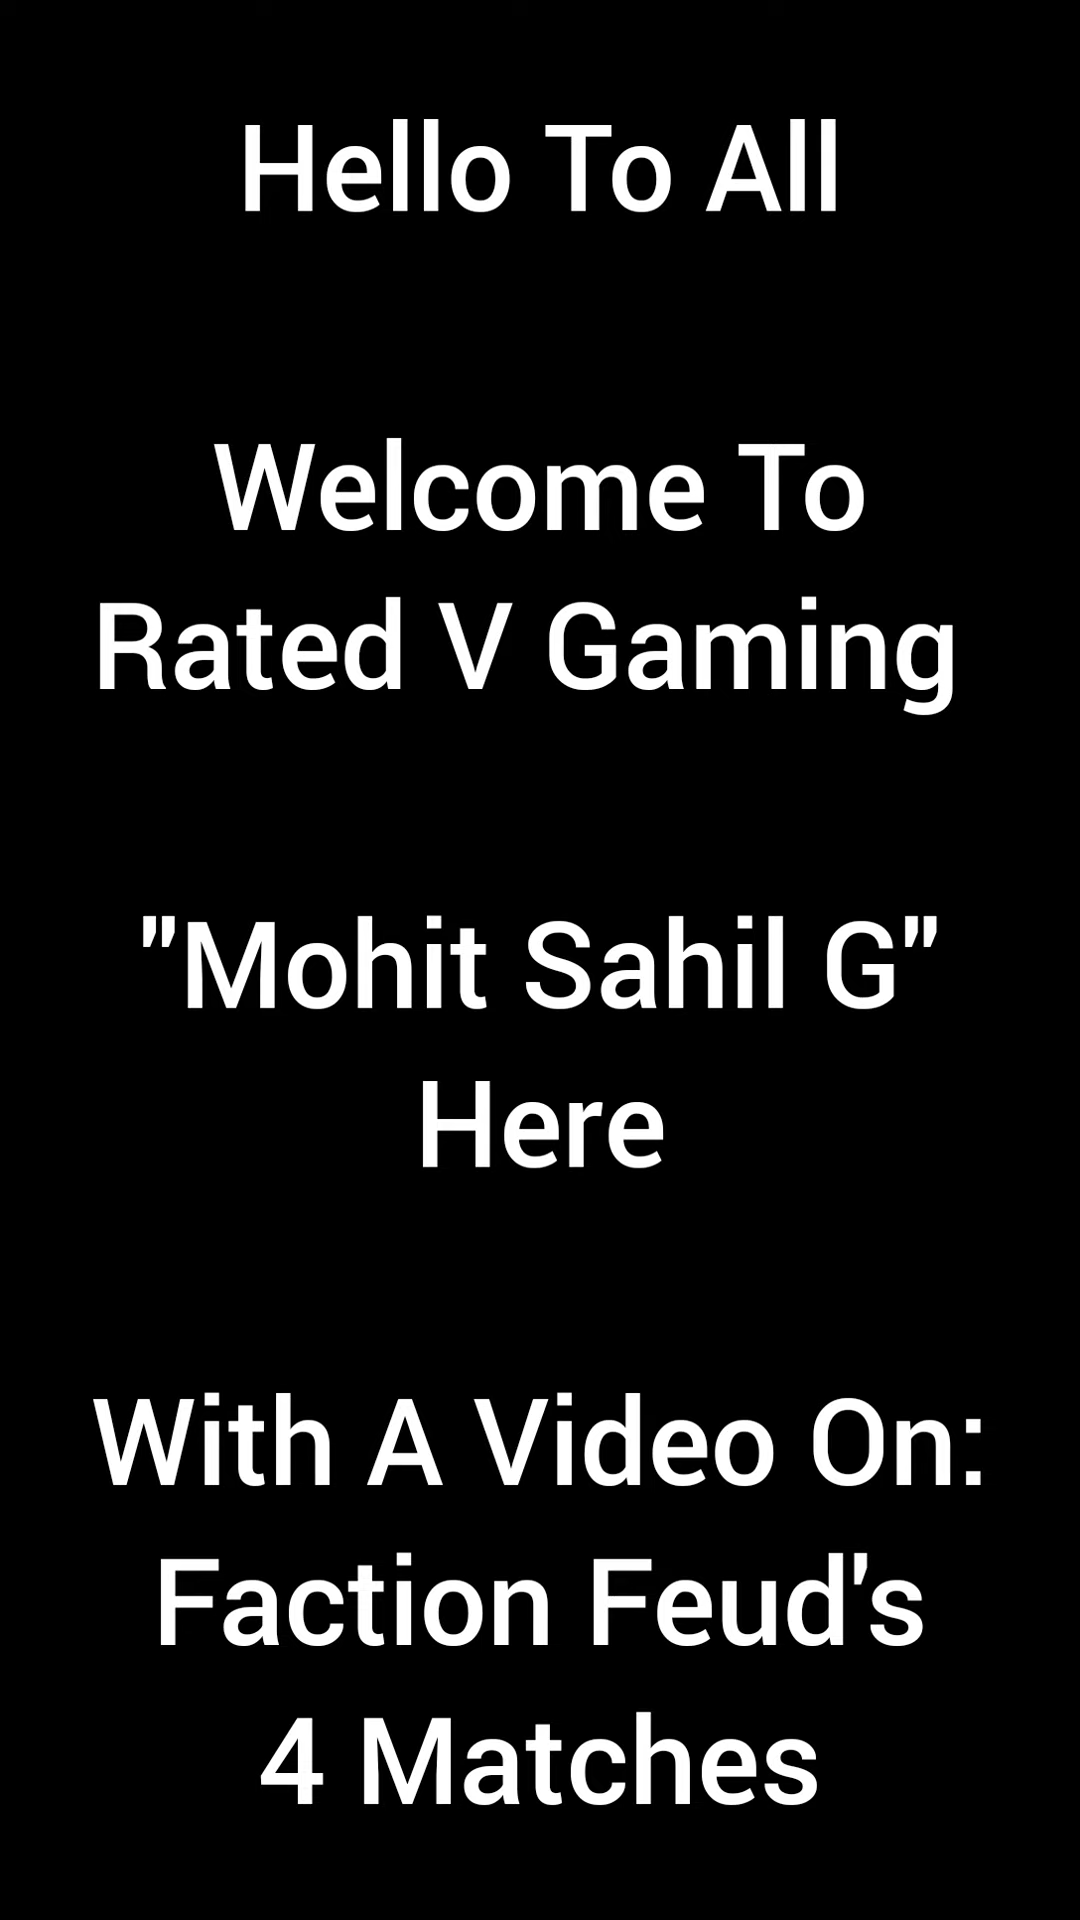 Hello To All
Welcome To
Rated V Gaming
"Mohit Sahil G"
Here
With A Video On:
Faction Feud's
4 Matches